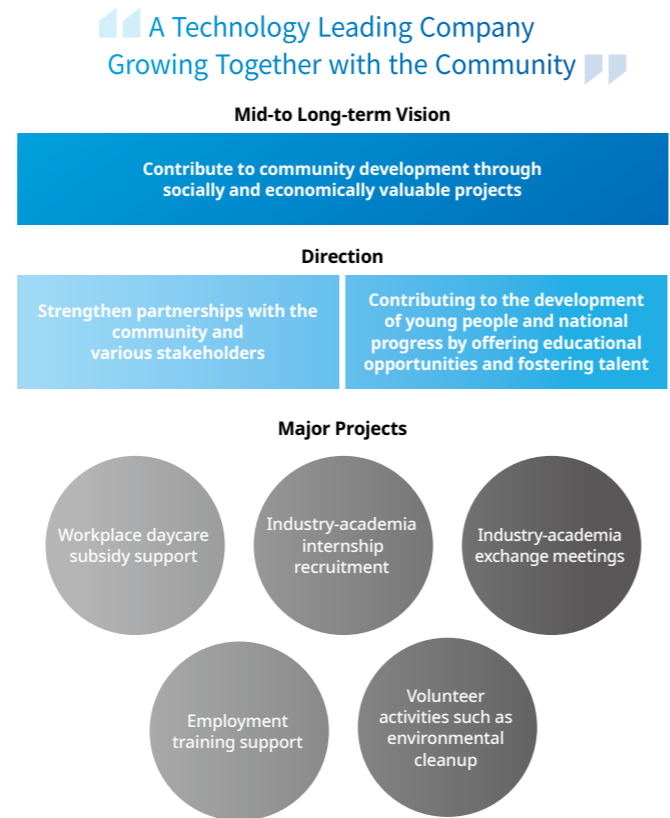 A Technology Leading Company
Growing Together with the Community
Mid-to Long-term Vision
Contribute to community development through
socially and economically valuable projects
Direction
Strengthen partnerships with the
community and
various stakeholders
Contributing to the development
of young people and national
progress by offering educational
opportunities and fostering talent
Major Projects
Workplace daycare
subsidy support
Industry-academia
internship
recruitment
Industry-academia
exchange meetings
Employment
training support
Volunteer
activities such as
environmental
cleanup